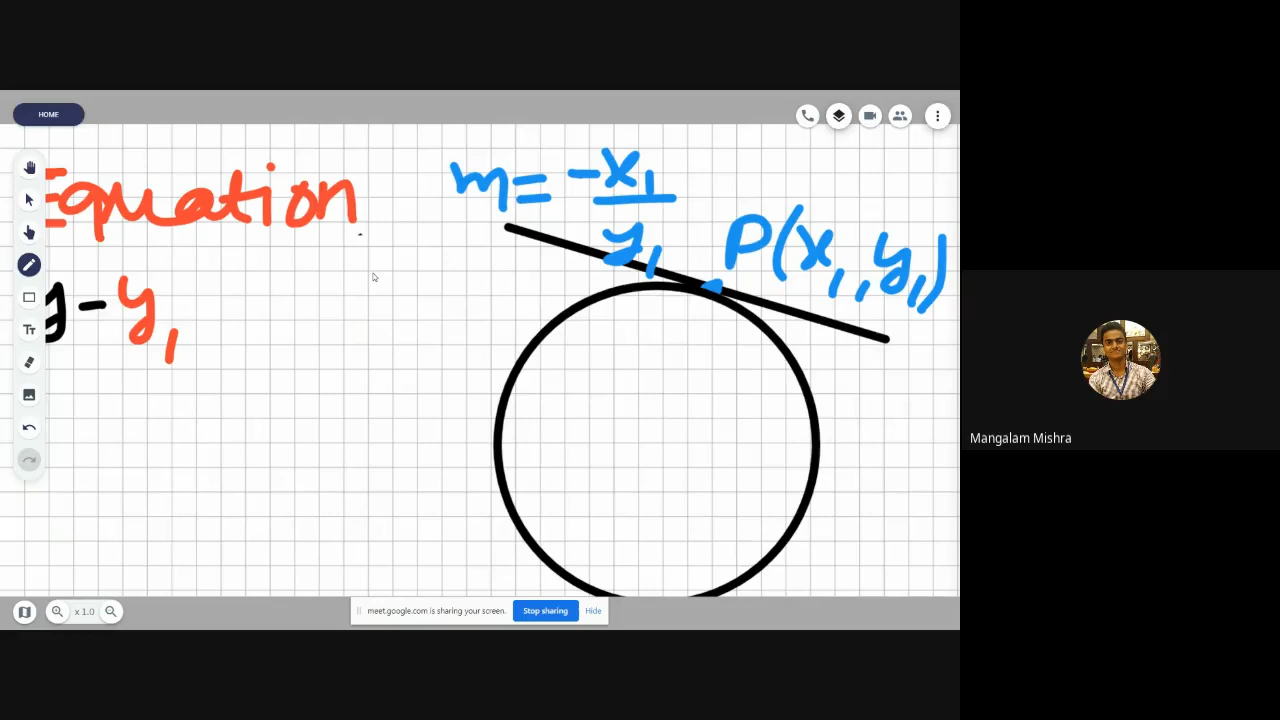 HOME
Equation
m = -x1/y1
P(x1, y1)
y - y1
Tт
Mangalam Mishra
x 1.0
meet.google.com is sharing your screen.
Stop sharing
Hide